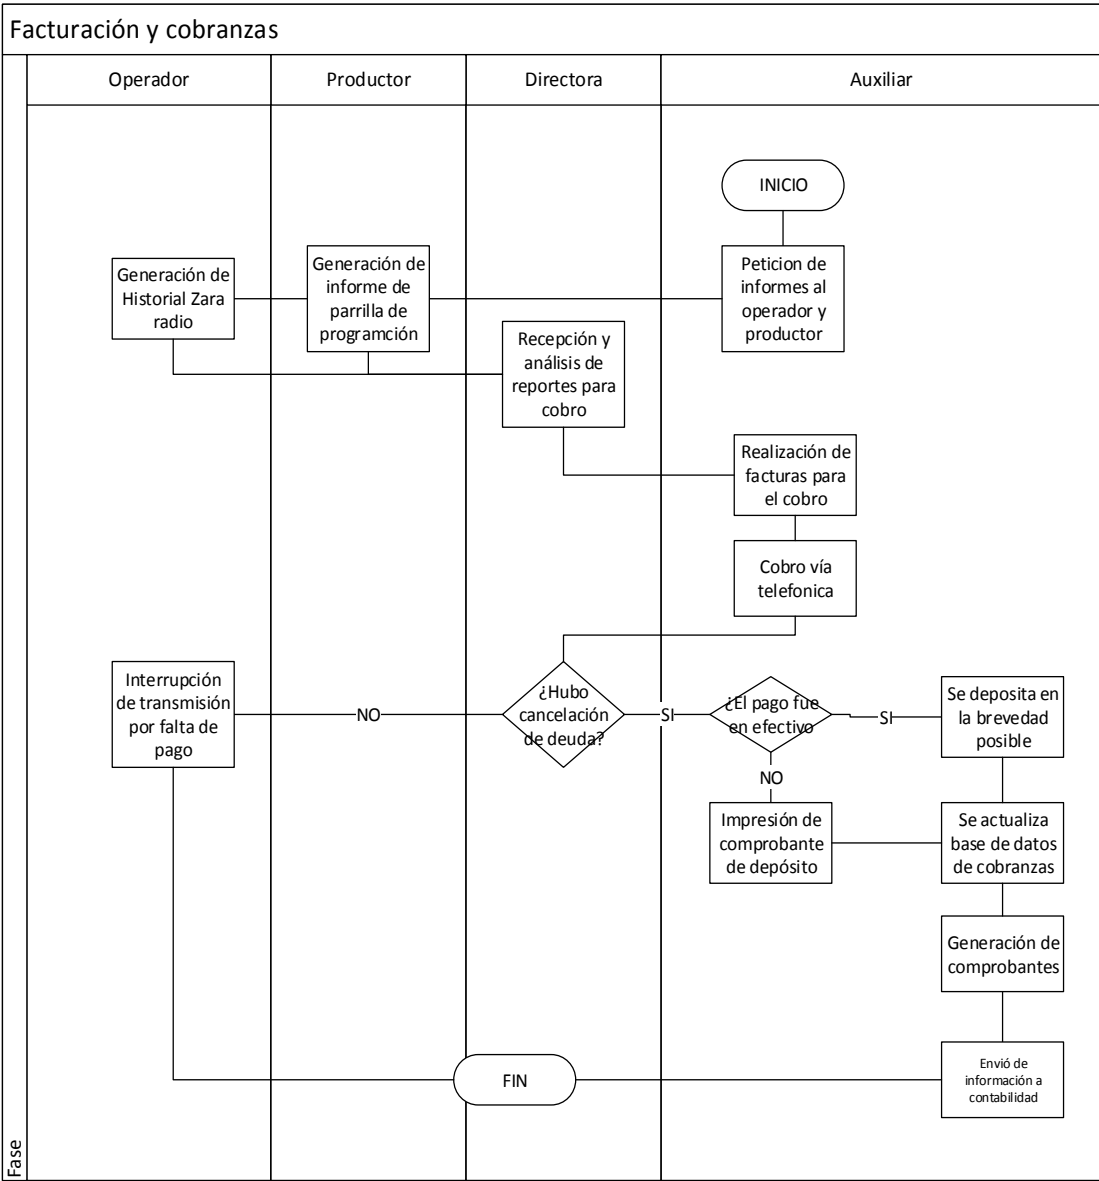 Facturación y cobranzas
Operador
Productor
Directora
Auxiliar
INICIO
Generación de
Historial Zara
radio
Generación de
informe de
parrilla de
programción
Peticion de
informes al
operador y
productor
Recepción y
análisis de
reportes para
cobro
Realización de
facturas para
el cobro
Cobro vía
telefonica
Interrupción
de transmisión
por falta de
pago
NO
¿Hubo
cancelación
de deuda?
SI
¿El pago fue
en efectivo
SI
Se deposita en
la brevedad
posible
NO
Impresión de
comprobante
de depósito
Se actualiza
base de datos
de cobranzas
Generación de
comprobantes
Envió de
información a
contabilidad
FIN
Fase